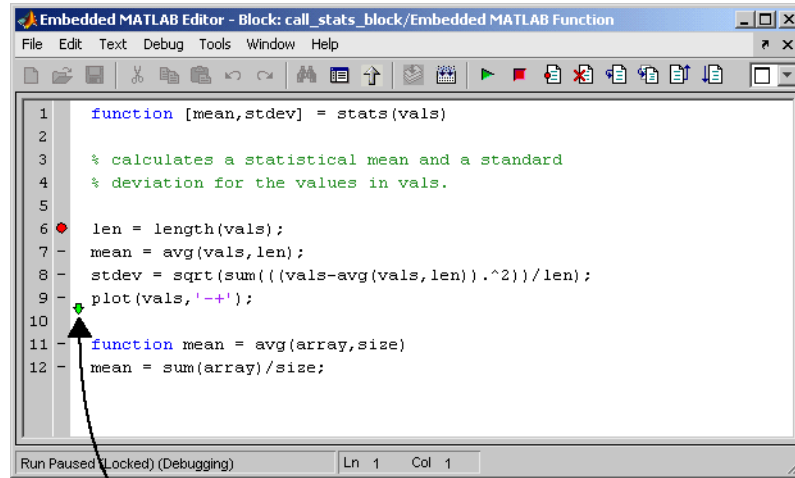 Embedded MATLAB Editor - Block: call_stats_block/Embedded MATLAB Function
File Edit Text Debug Tools Window Help
1 function [mean,stdev] = stats(vals)
2
3 % calculates a statistical mean and a standard
4 % deviation for the values in vals.
5
6 len = length(vals);
7 - mean = avg(vals,len);
8 - stdev = sqrt(sum(((vals-avg(vals,len)).^2))/len);
9 - plot(vals,'-+');
10
11 - function mean = avg(array,size)
12 - mean = sum(array)/size;
Run Paused (Locked) (Debugging) Ln 1 Col 1